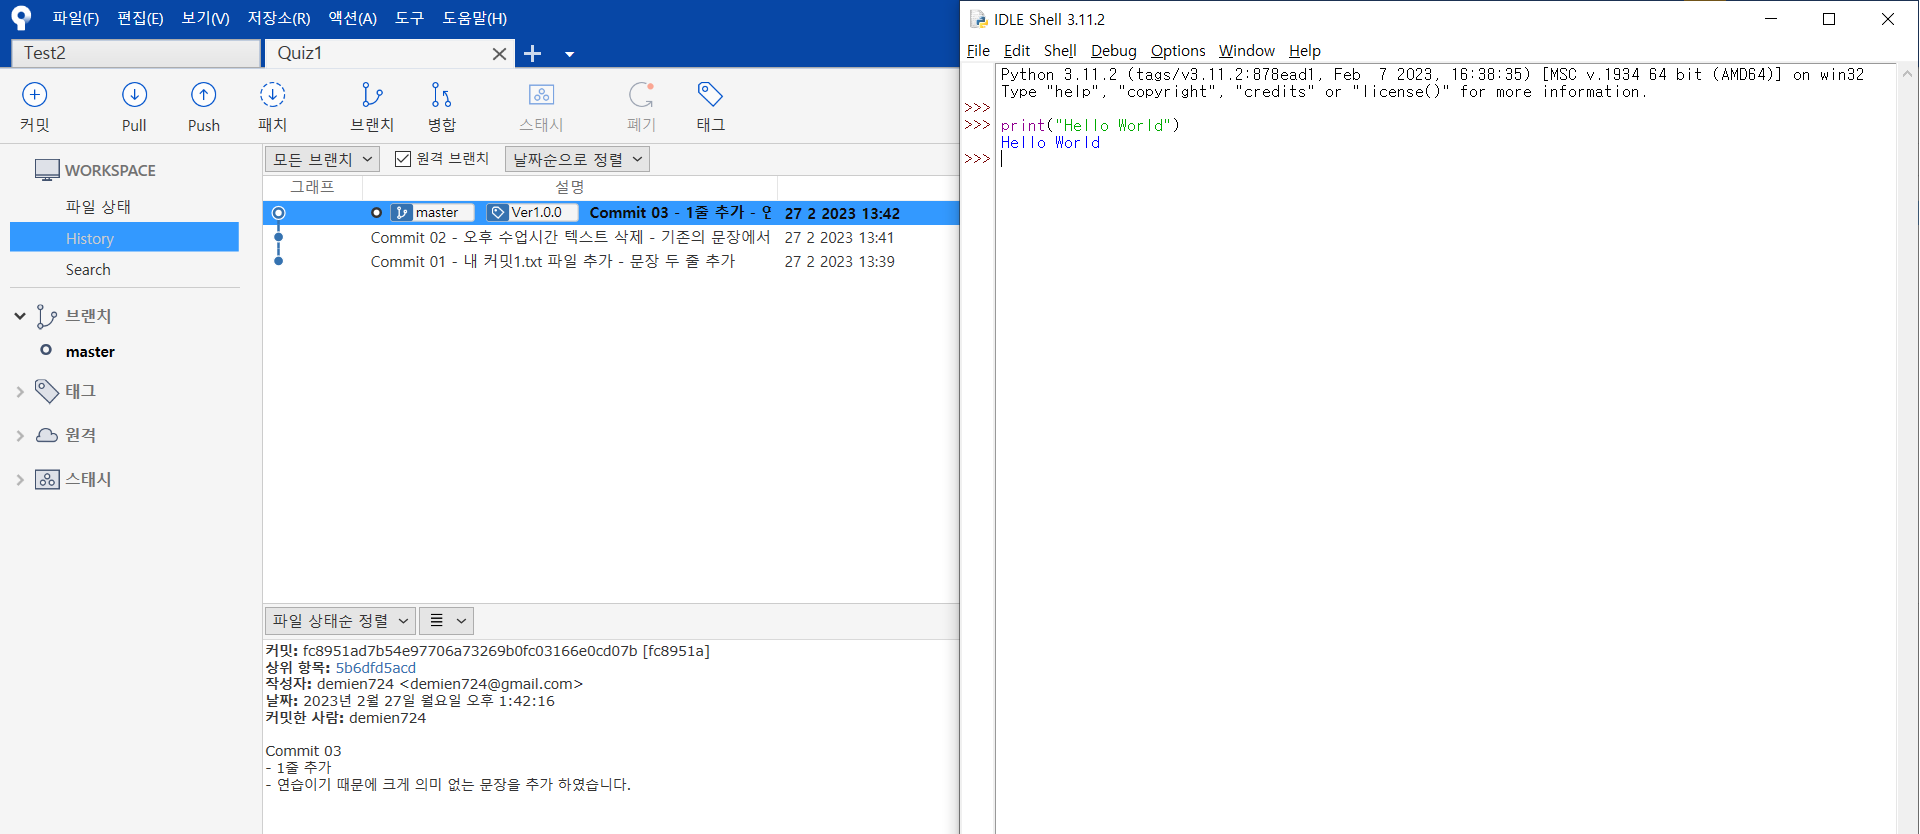 파일(F) 편집(E) 보기(V) 저장소(R) 액션(A) 도구 도움말(H)
Test2
Quiz1
커밋 Pull Push 패치 브랜치 병합 스태시 폐기 태그
WORKSPACE
파일 상태
History
Search
브랜치
master
태그
원격
스태시
모든 브랜치 원격 브랜치 날짜순으로 정렬
그래프 설명
master Ver1.0.0 Commit 03 - 1줄 추가 - 27 2 2023 13:42
Commit 02 - 오후 수업시간 텍스트 삭제 - 기존의 문장에서 27 2 2023 13:41
Commit 01 - 내 커밋1.txt 파일 추가 - 문장 두 줄 추가 27 2 2023 13:39
파일 상태순 정렬
커밋: fc8951ad7b54e97706a73269b0fc03166e0cd07b [fc8951a]
상위 항목: 5b6dfd5acd
작성자: demien724 <demien724@gmail.com>
날짜: 2023년 2월 27일 월요일 오후 1:42:16
커밋한 사람: demien724
Commit 03
- 1줄 추가
- 연습이기 때문에 크게 의미 없는 문장을 추가 하였습니다.
IDLE Shell 3.11.2
File Edit Shell Debug Options Window Help
Python 3.11.2 (tags/v3.11.2:878ead1, Feb  7 2023, 16:38:35) [MSC v.1934 64 bit (AMD64)] on win32
Type "help", "copyright", "credits" or "license()" for more information.
>>>
>>> print("Hello World")
Hello World
>>>